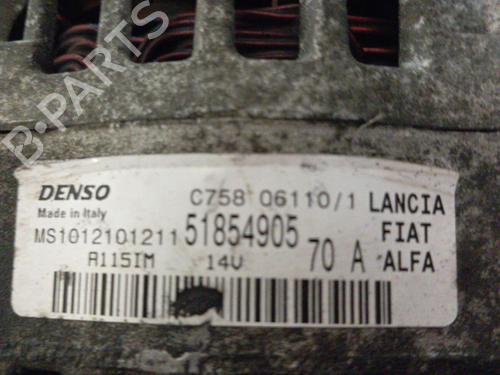 B-PARTS
DENSO C758 06110/1 LANCIA
Made in Italy
MS1012101211 51854905 FIAT
A115IM 14V 70 A ALFA